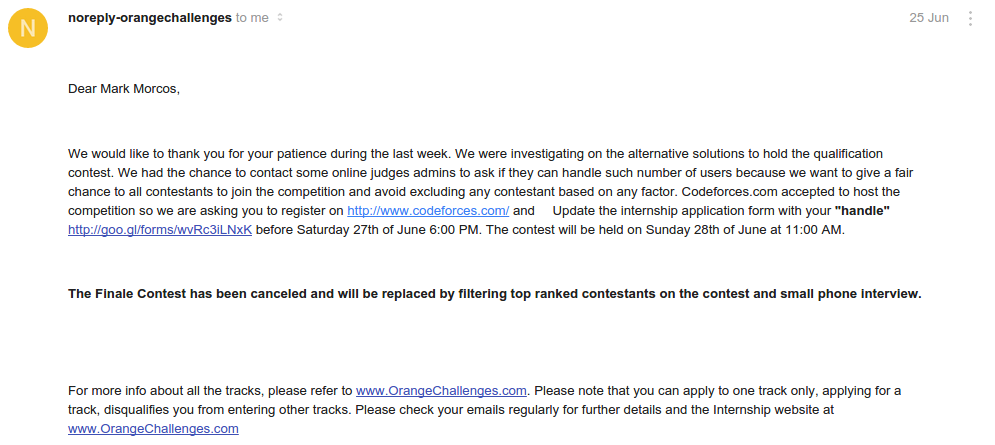 N
noreply-orangechallenges to me
25 Jun
Dear Mark Morcos,
We would like to thank you for your patience during the last week. We were investigating on the alternative solutions to hold the qualification
contest. We had the chance to contact some online judges admins to ask if they can handle such number of users because we want to give a fair
chance to all contestants to join the competition and avoid excluding any contestant based on any factor. Codeforces.com accepted to host the
competition so we are asking you to register on http://www.codeforces.com/ and Update the internship application form with your "handle"
http://goo.gl/forms/wvRc3iLNxK before Saturday 27th of June 6:00 PM. The contest will be held on Sunday 28th of June at 11:00 AM.
The Finale Contest has been canceled and will be replaced by filtering top ranked contestants on the contest and small phone interview.
For more info about all the tracks, please refer to www.OrangeChallenges.com. Please note that you can apply to one track only, applying for a
track, disqualifies you from entering other tracks. Please check your emails regularly for further details and the Internship website at
www.OrangeChallenges.com